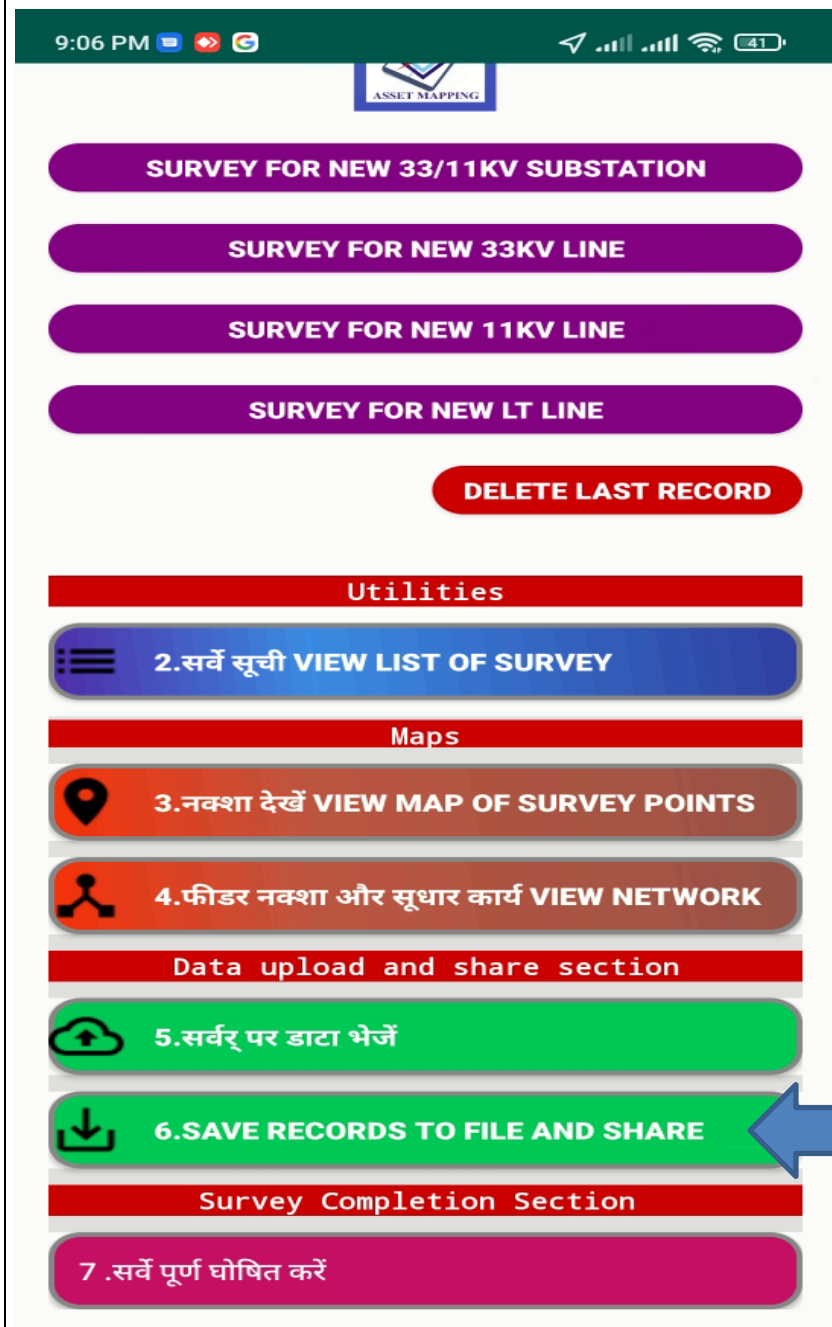 9:06 PM 41
ASSET MAPPING
SURVEY FOR NEW 33/11KV SUBSTATION
SURVEY FOR NEW 33KV LINE
SURVEY FOR NEW 11KV LINE
SURVEY FOR NEW LT LINE
DELETE LAST RECORD
Utilities
2.सर्वे सूची VIEW LIST OF SURVEY
Maps
3.नक्शा देखें VIEW MAP OF SURVEY POINTS
4.फीडर नक्शा और सूधार कार्य VIEW NETWORK
Data upload and share section
5.सर्वर् पर डाटा भेजें
6.SAVE RECORDS TO FILE AND SHARE
Survey Completion Section
7 .सर्वे पूर्ण घोषित करें